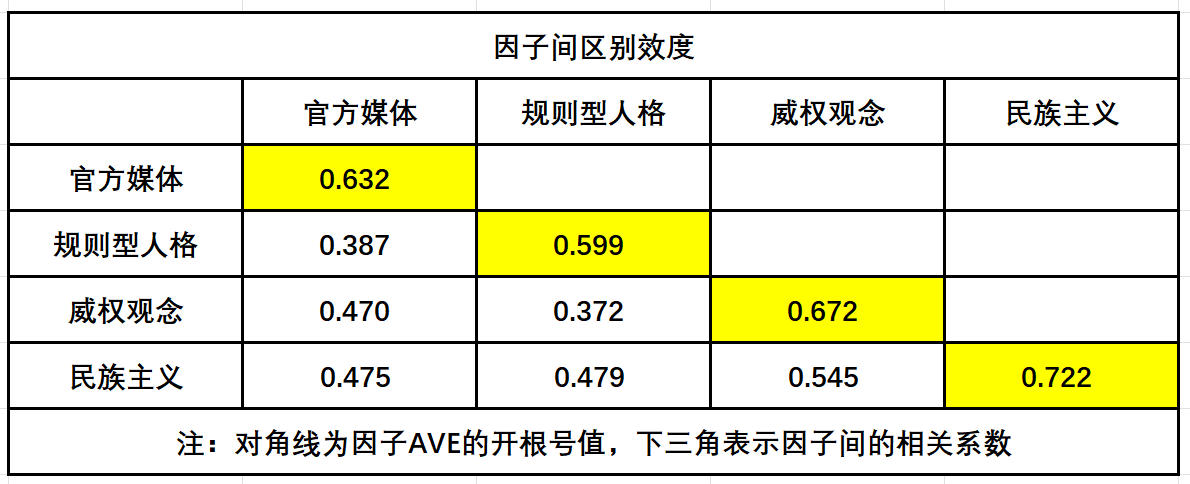 因子间区别效度
官方媒体 规则型人格 威权观念 民族主义
官方媒体 0.632
规则型人格 0.387 0.599
威权观念 0.470 0.372 0.672
民族主义 0.475 0.479 0.545 0.722
注：对角线为因子AVE的开根号值，下三角表示因子间的相关系数